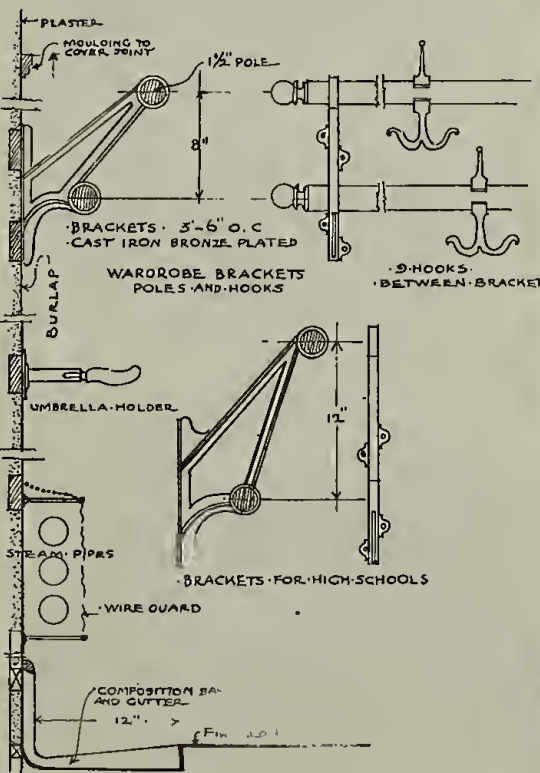 PLASTER
MOULDING TO
COVER JOINT
1½" POLE
8"
·BRACKETS· 3'-6" O.C
·CAST IRON BRONZE PLATED
WARDROBE BRACKETS
POLES·AND·HOOKS
·9·HOOKS·
·BETWEEN·BRACKET
BURLAP
UMBRELLA·HOLDER
12"
STEAM·PIPES
·WIRE GUARD
·BRACKETS·FOR·HIGH·SCHOOLS
COMPOSITION
AND GUTTER
12"·